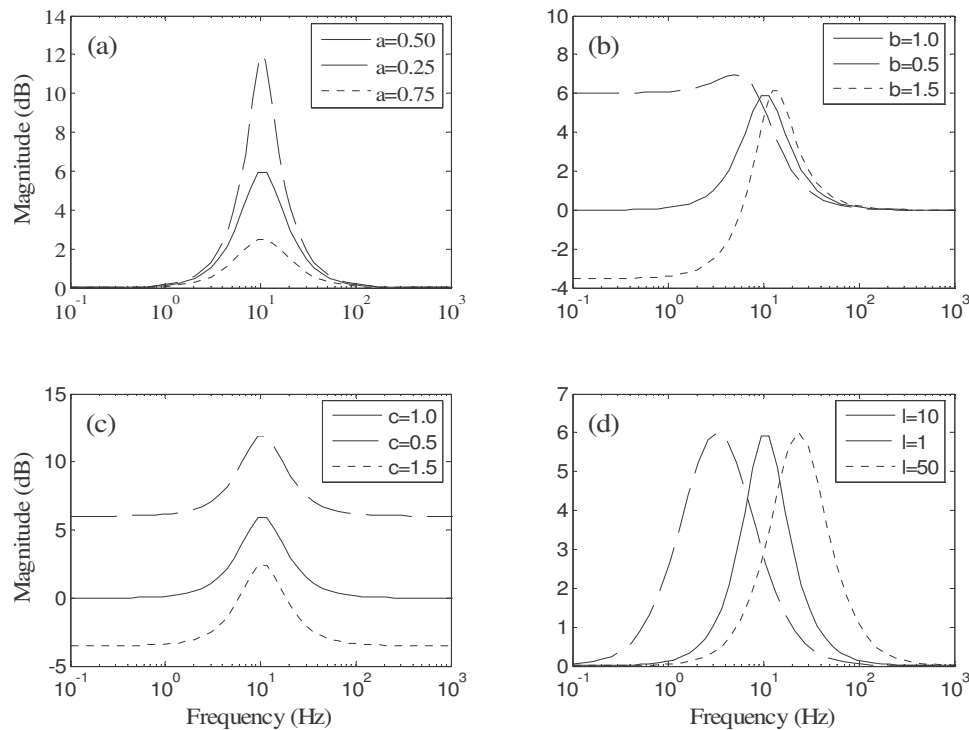 (a)
a=0.50
a=0.25
a=0.75
Magnitude (dB)
14
12
10
8
6
4
2
0
10^-1
10^0
10^1
10^2
10^3
(b)
b=1.0
b=0.5
b=1.5
8
6
4
2
0
-2
-4
10^-1
10^0
10^1
10^2
10^3
(c)
c=1.0
c=0.5
c=1.5
Magnitude (dB)
15
10
5
0
-5
10^-1
10^0
10^1
10^2
10^3
Frequency (Hz)
(d)
l=10
l=1
l=50
7
6
5
4
3
2
1
0
10^-1
10^0
10^1
10^2
10^3
Frequency (Hz)